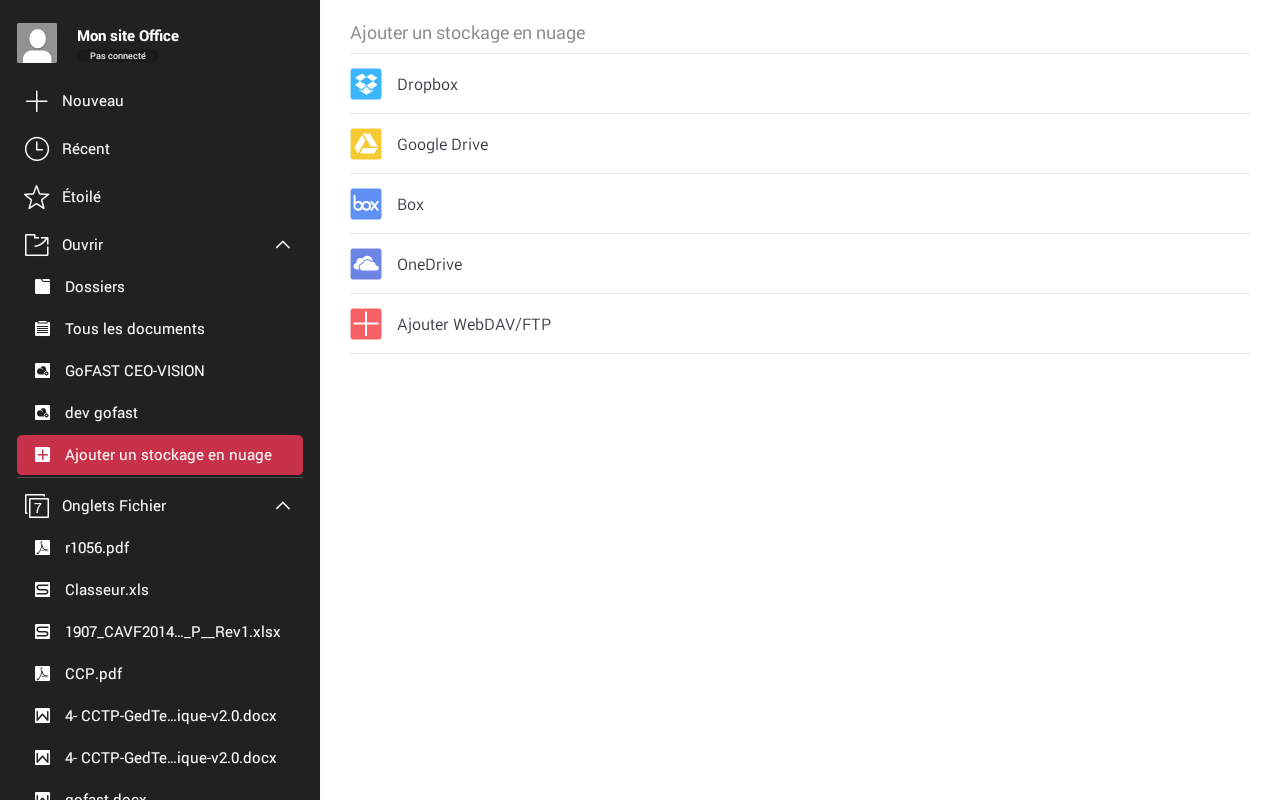 Mon site Office
Pas connecté
Nouveau
Récent
Étoilé
Ouvrir
Dossiers
Tous les documents
GoFAST CEO-VISION
dev gofast
Ajouter un stockage en nuage
7 Onglets Fichier
r1056.pdf
Classeur.xls
1907_CAVF2014..._P__Rev1.xlsx
CCP.pdf
4- CCTP-GedTe...ique-v2.0.docx
4- CCTP-GedTe...ique-v2.0.docx
gofast.docx
Ajouter un stockage en nuage
Dropbox
Google Drive
box Box
OneDrive
Ajouter WebDAV/FTP